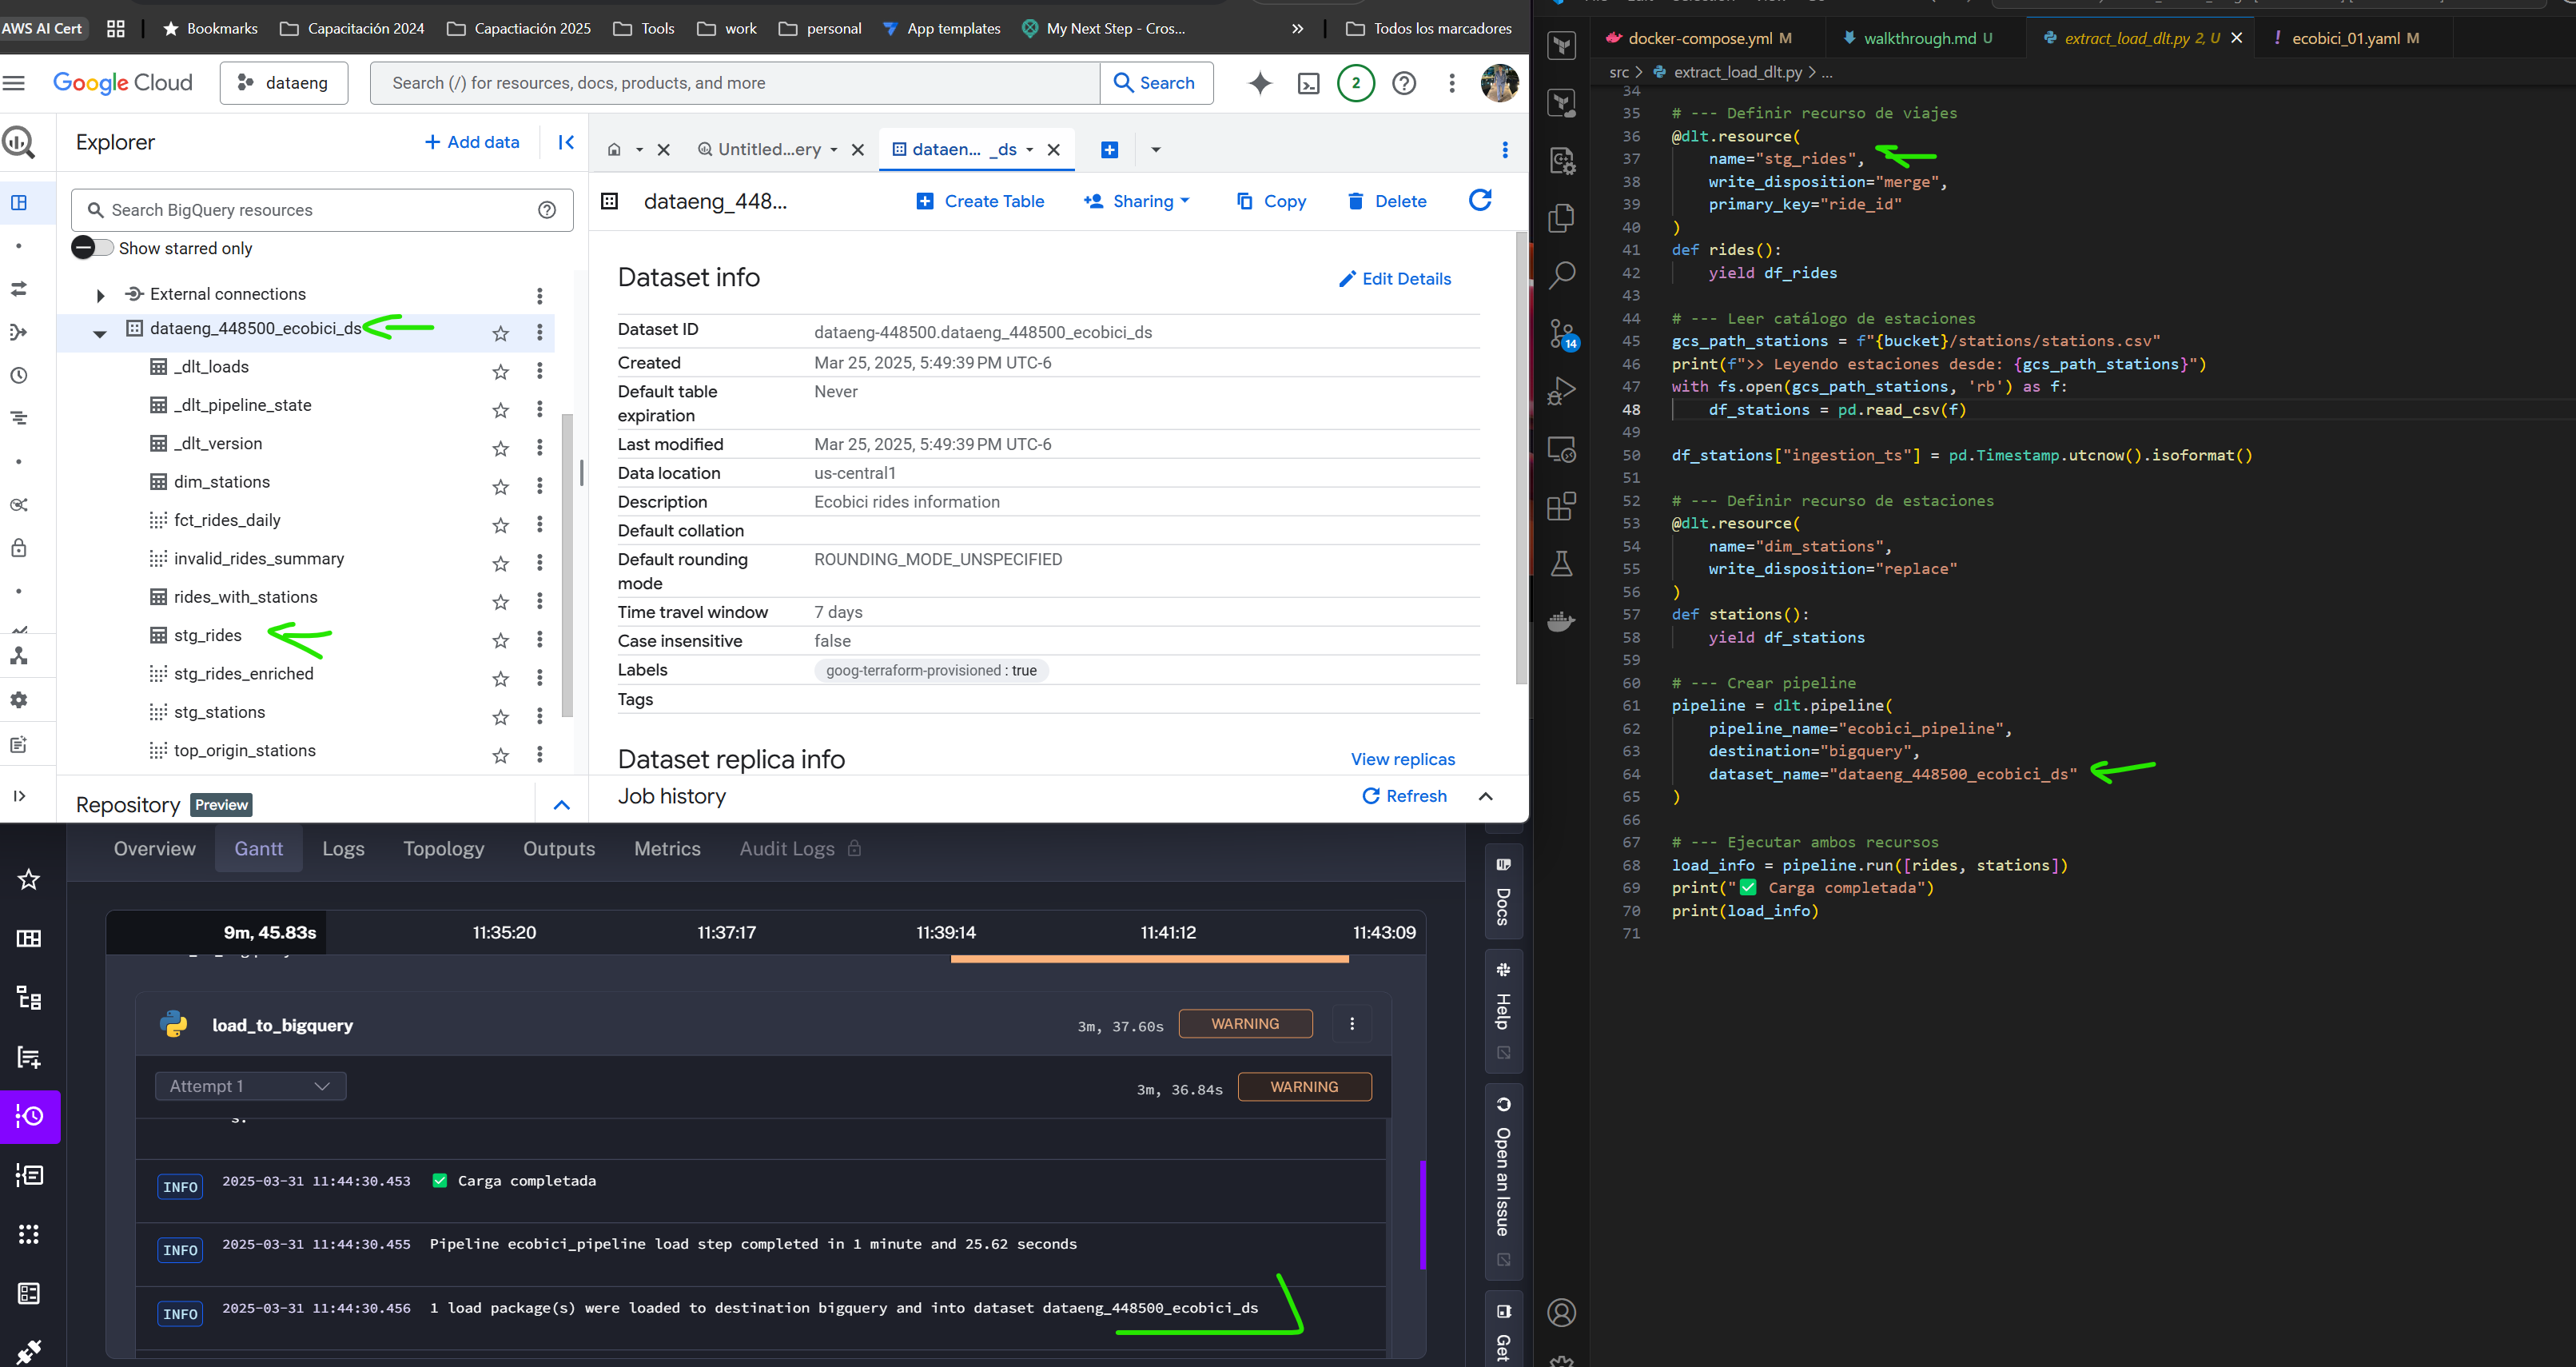 AWS AI Cert
Bookmarks
Capacitación 2024
Capactiación 2025
Tools
work
personal
App templates
My Next Step - Cros...
»
Todos los marcadores
Google Cloud
dataeng
Search (/) for resources, docs, products, and more
Search
2
Explorer
+ Add data
Search BigQuery resources
Show starred only
External connections
dataeng_448500_ecobici_ds
_dlt_loads
_dlt_pipeline_state
_dlt_version
dim_stations
fct_rides_daily
invalid_rides_summary
rides_with_stations
stg_rides
stg_rides_enriched
stg_stations
top_origin_stations
Repository
Preview
Untitled...ery
dataen... _ds
dataeng_448...
Create Table
Sharing
Copy
Delete
Dataset info
Edit Details
Dataset ID
dataeng-448500.dataeng_448500_ecobici_ds
Created
Mar 25, 2025, 5:49:39 PM UTC-6
Default table expiration
Never
Last modified
Mar 25, 2025, 5:49:39 PM UTC-6
Data location
us-central1
Description
Ecobici rides information
Default collation
Default rounding mode
ROUNDING_MODE_UNSPECIFIED
Time travel window
7 days
Case insensitive
false
Labels
goog-terraform-provisioned : true
Tags
Dataset replica info
View replicas
Job history
Refresh
Overview
Gantt
Logs
Topology
Outputs
Metrics
Audit Logs
9m, 45.83s
11:35:20
11:37:17
11:39:14
11:41:12
11:43:09
load_to_bigquery
3m, 37.60s
WARNING
Attempt 1
3m, 36.84s
WARNING
s.
INFO 2025-03-31 11:44:30.453 ✅ Carga completada
INFO 2025-03-31 11:44:30.455 Pipeline ecobici_pipeline load step completed in 1 minute and 25.62 seconds
INFO 2025-03-31 11:44:30.456 1 load package(s) were loaded to destination bigquery and into dataset dataeng_448500_ecobici_ds
Docs
Help
Open an Issue
Get
14
docker-compose.yml M
walkthrough.md U
extract_load_dlt.py 2, U
! ecobici_01.yaml M
src > extract_load_dlt.py > ...
34
35 # --- Definir recurso de viajes
36 @dlt.resource(
37 name="stg_rides",
38 write_disposition="merge",
39 primary_key="ride_id"
40 )
41 def rides():
42 yield df_rides
43
44 # --- Leer catálogo de estaciones
45 gcs_path_stations = f"{bucket}/stations/stations.csv"
46 print(f">> Leyendo estaciones desde: {gcs_path_stations}")
47 with fs.open(gcs_path_stations, 'rb') as f:
48 df_stations = pd.read_csv(f)
49
50 df_stations["ingestion_ts"] = pd.Timestamp.utcnow().isoformat()
51
52 # --- Definir recurso de estaciones
53 @dlt.resource(
54 name="dim_stations",
55 write_disposition="replace"
56 )
57 def stations():
58 yield df_stations
59
60 # --- Crear pipeline
61 pipeline = dlt.pipeline(
62 pipeline_name="ecobici_pipeline",
63 destination="bigquery",
64 dataset_name="dataeng_448500_ecobici_ds"
65 )
66
67 # --- Ejecutar ambos recursos
68 load_info = pipeline.run([rides, stations])
69 print("✅ Carga completada")
70 print(load_info)
71